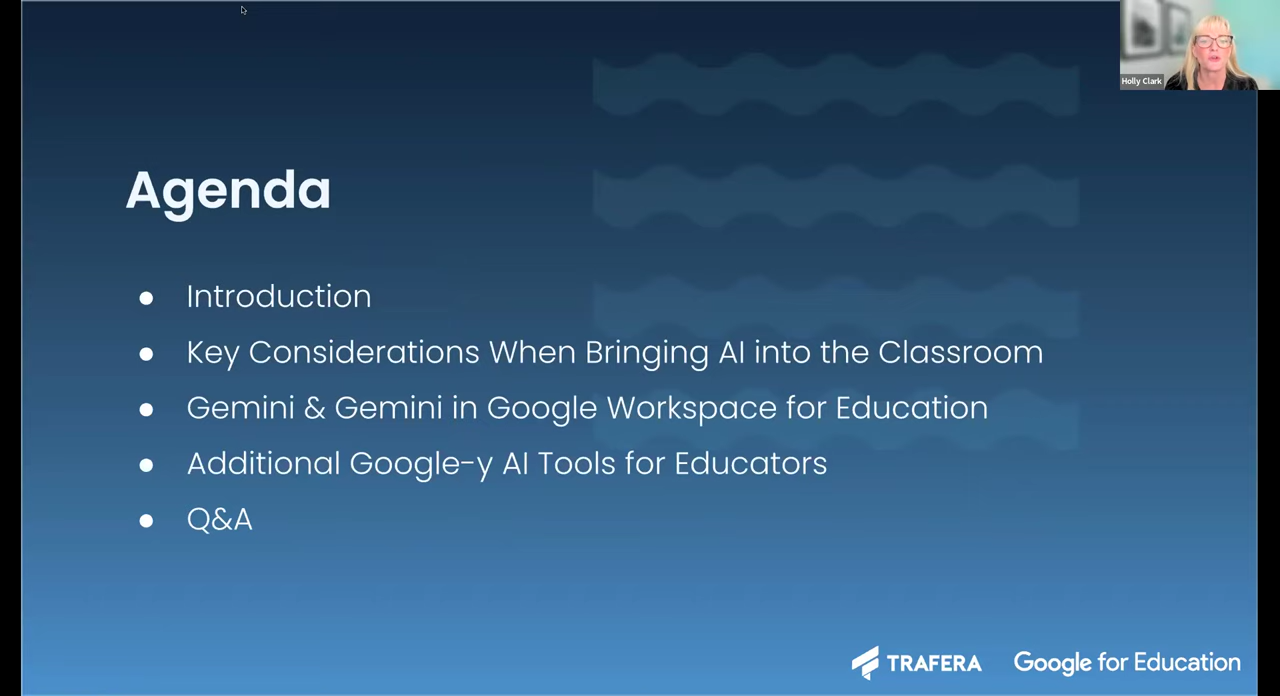 Holly Clark
Agenda
● Introduction
● Key Considerations When Bringing AI into the Classroom
● Gemini & Gemini in Google Workspace for Education
● Additional Google-y AI Tools for Educators
● Q&A
TRAFERA
Google for Education